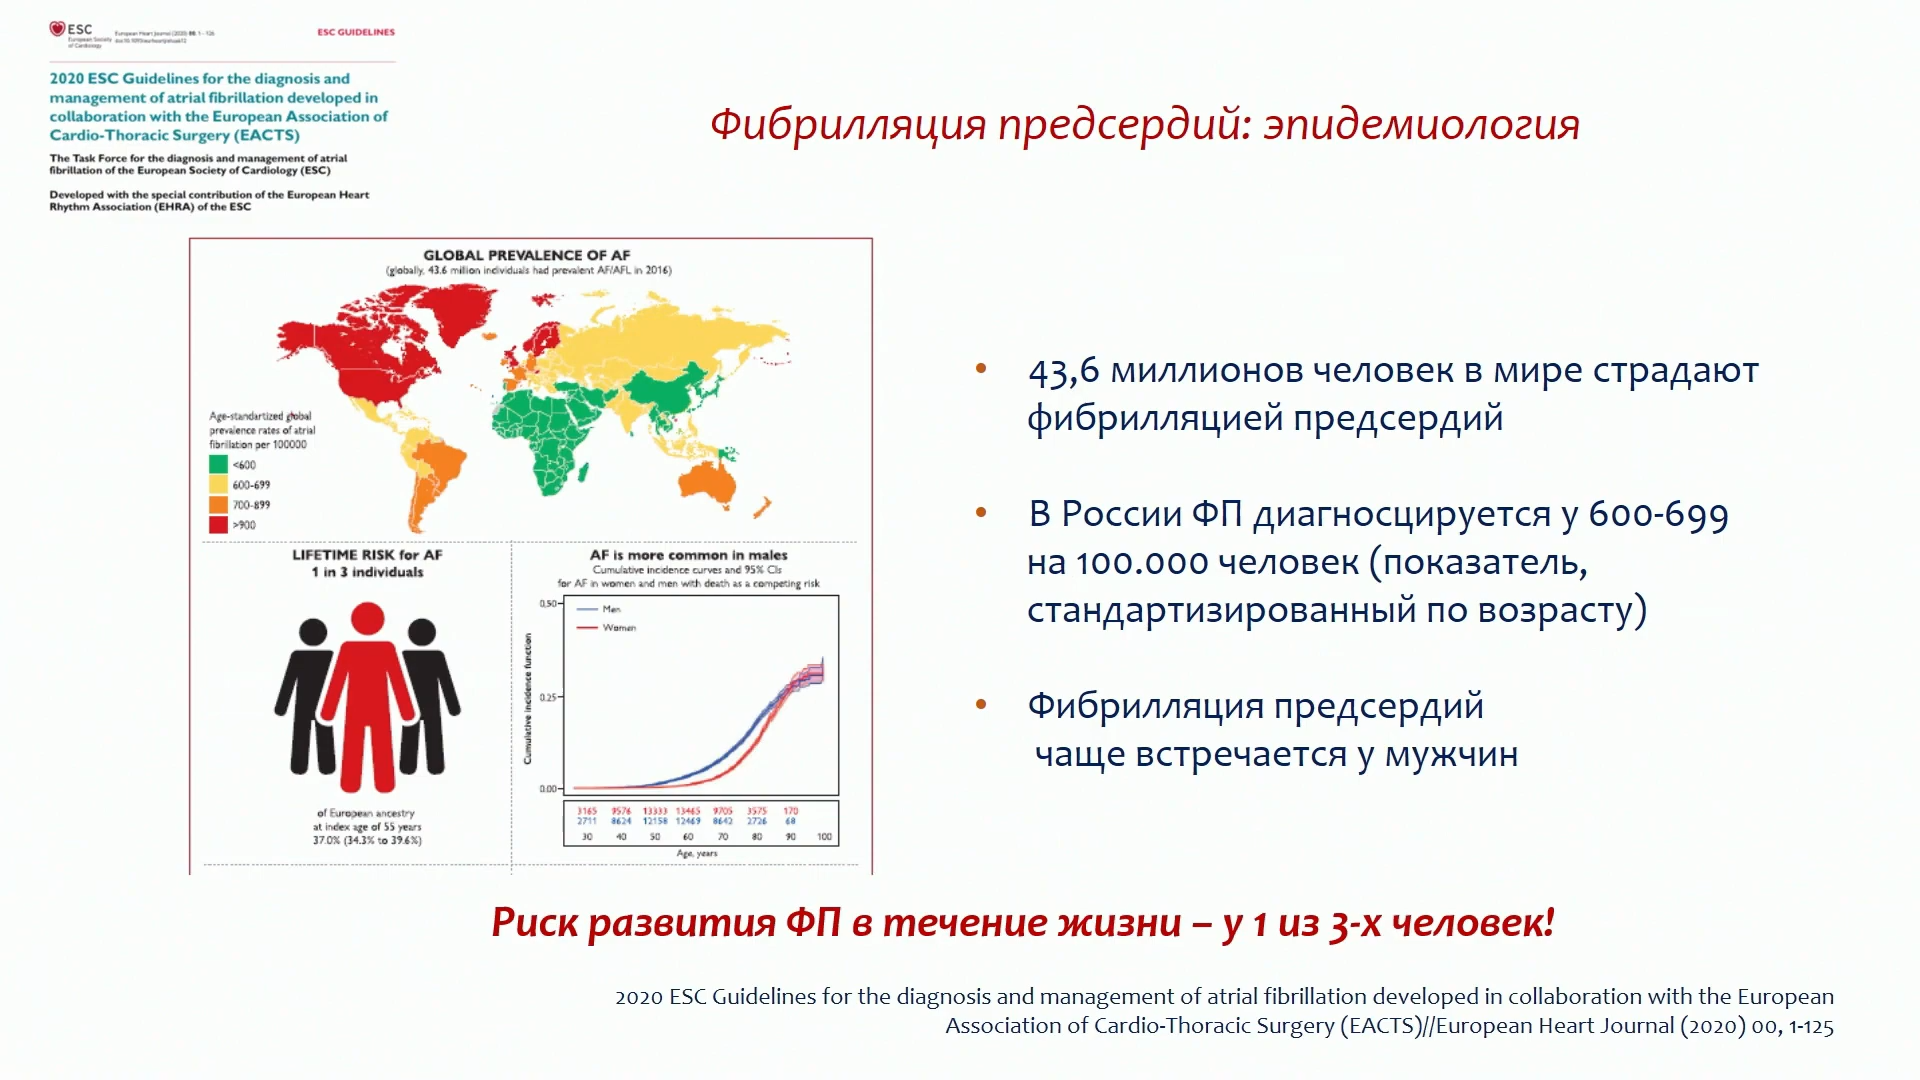 ESC
European Society
of Cardiology
European Heart Journal (2020) 00, 1-126
ESC GUIDELINES
2020 ESC Guidelines for the diagnosis and
management of atrial fibrillation developed in
collaboration with the European Association of
Cardio-Thoracic Surgery (EACTS)
The Task Force for the diagnosis and management of atrial
fibrillation of the European Society of Cardiology (ESC)
Developed with the special contribution of the European Heart
Rhythm Association (EHRA) of the ESC
Фибрилляция предсердий: эпидемиология
GLOBAL PREVALENCE OF AF
(globally, 43.6 million individuals had prevalent AF/AFL in 2016)
Age-standartized global
prevalence rates of atrial
fibrillation per 100000
<600
600-699
700-899
>900
LIFETIME RISK for AF
1 in 3 individuals
of European ancestry
at index age of 55 years
37.0% (34.3% to 39.6%)
AF is more common in males
Cumulative incidence curves and 95% CIs
for AF in women and men with death as a competing risk
Cumulative incidence function
0.50
0.25
0.00
Men
Women
3165 9576 13333 13465 9705 3575 170
2711 8624 12158 12469 8642 2726 68
30 40 50 60 70 80 90 100
Age, years
• 43,6 миллионов человек в мире страдают
фибрилляцией предсердий
• В России ФП диагносцируется у 600-699
на 100.000 человек (показатель,
стандартизированный по возрасту)
• Фибрилляция предсердий
чаще встречается у мужчин
Риск развития ФП в течение жизни – у 1 из 3-х человек!
2020 ESC Guidelines for the diagnosis and management of atrial fibrillation developed in collaboration with the European
Association of Cardio-Thoracic Surgery (EACTS)//European Heart Journal (2020) 00, 1-125